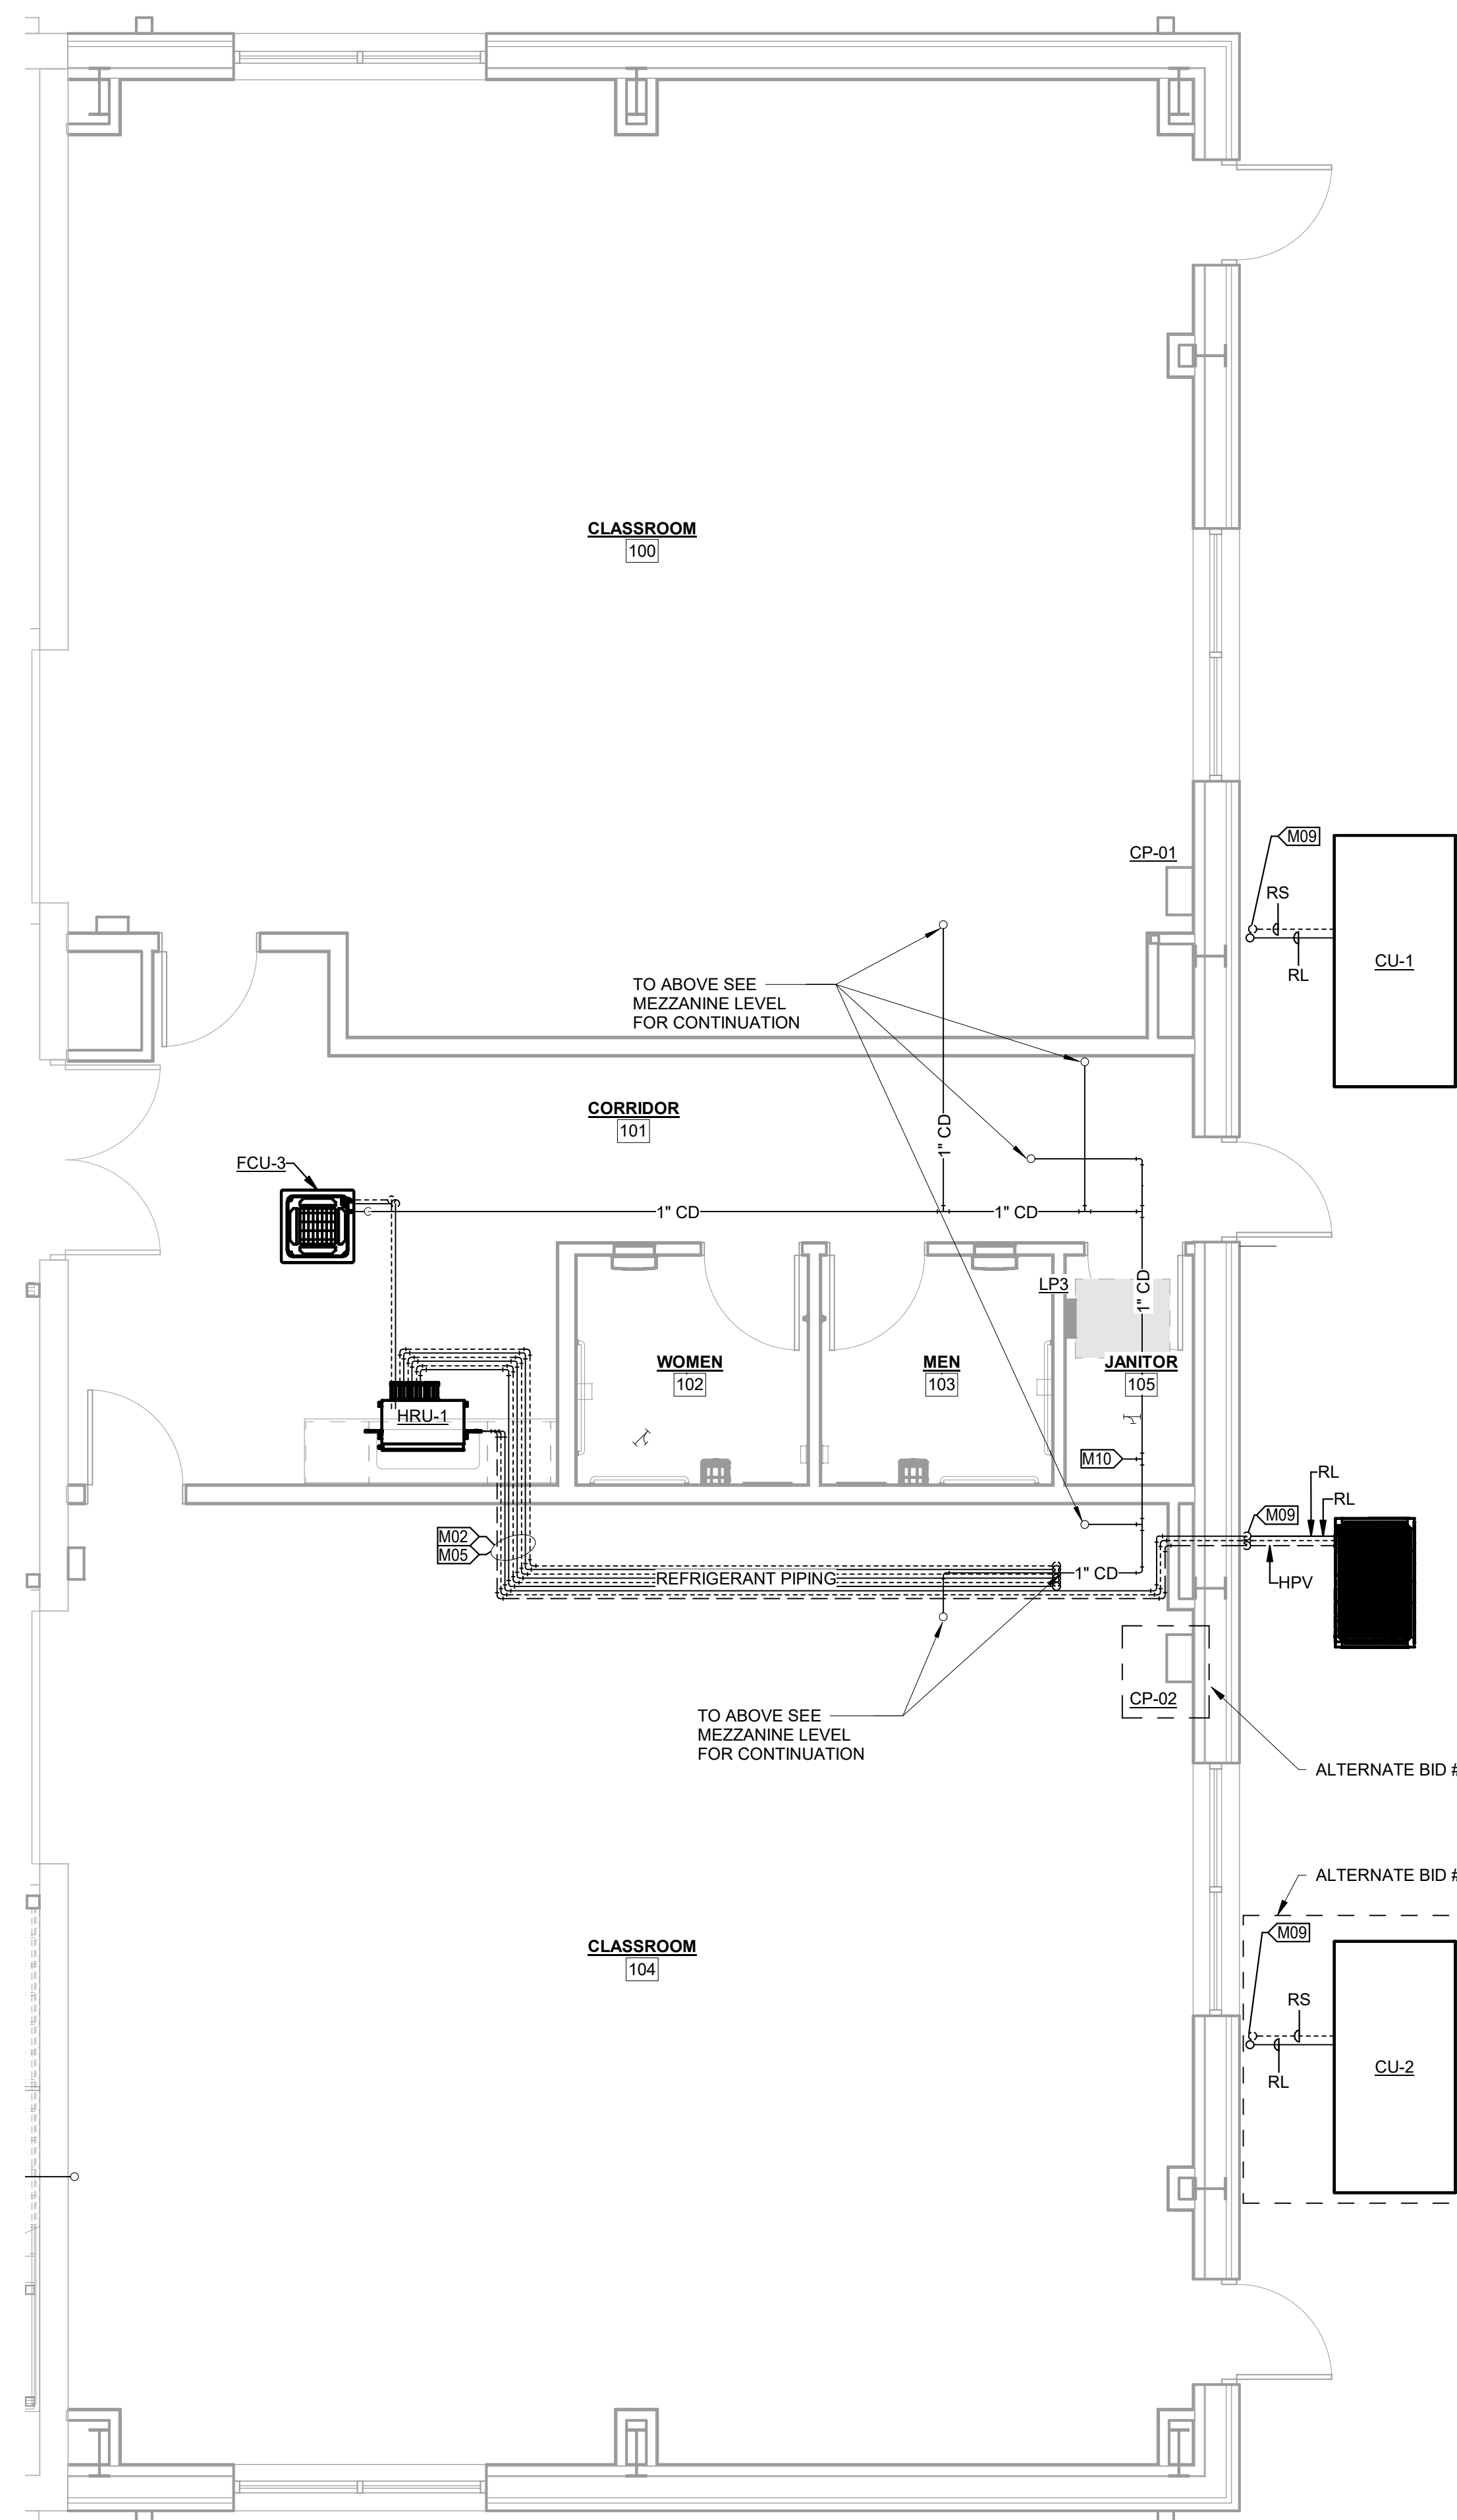 CLASSROOM
100
CP-01
M09
RS
RL
CU-1
TO ABOVE SEE
MEZZANINE LEVEL
FOR CONTINUATION
CORRIDOR
101
1" CD
FCU-3
1" CD
1" CD
LP3
1" CD
WOMEN
102
MEN
103
JANITOR
105
HRU-1
M10
RL
RL
M09
HPV
M02
M05
REFRIGERANT PIPING
1" CD
CP-02
TO ABOVE SEE
MEZZANINE LEVEL
FOR CONTINUATION
ALTERNATE BID #
ALTERNATE BID #
M09
CLASSROOM
104
RS
RL
CU-2